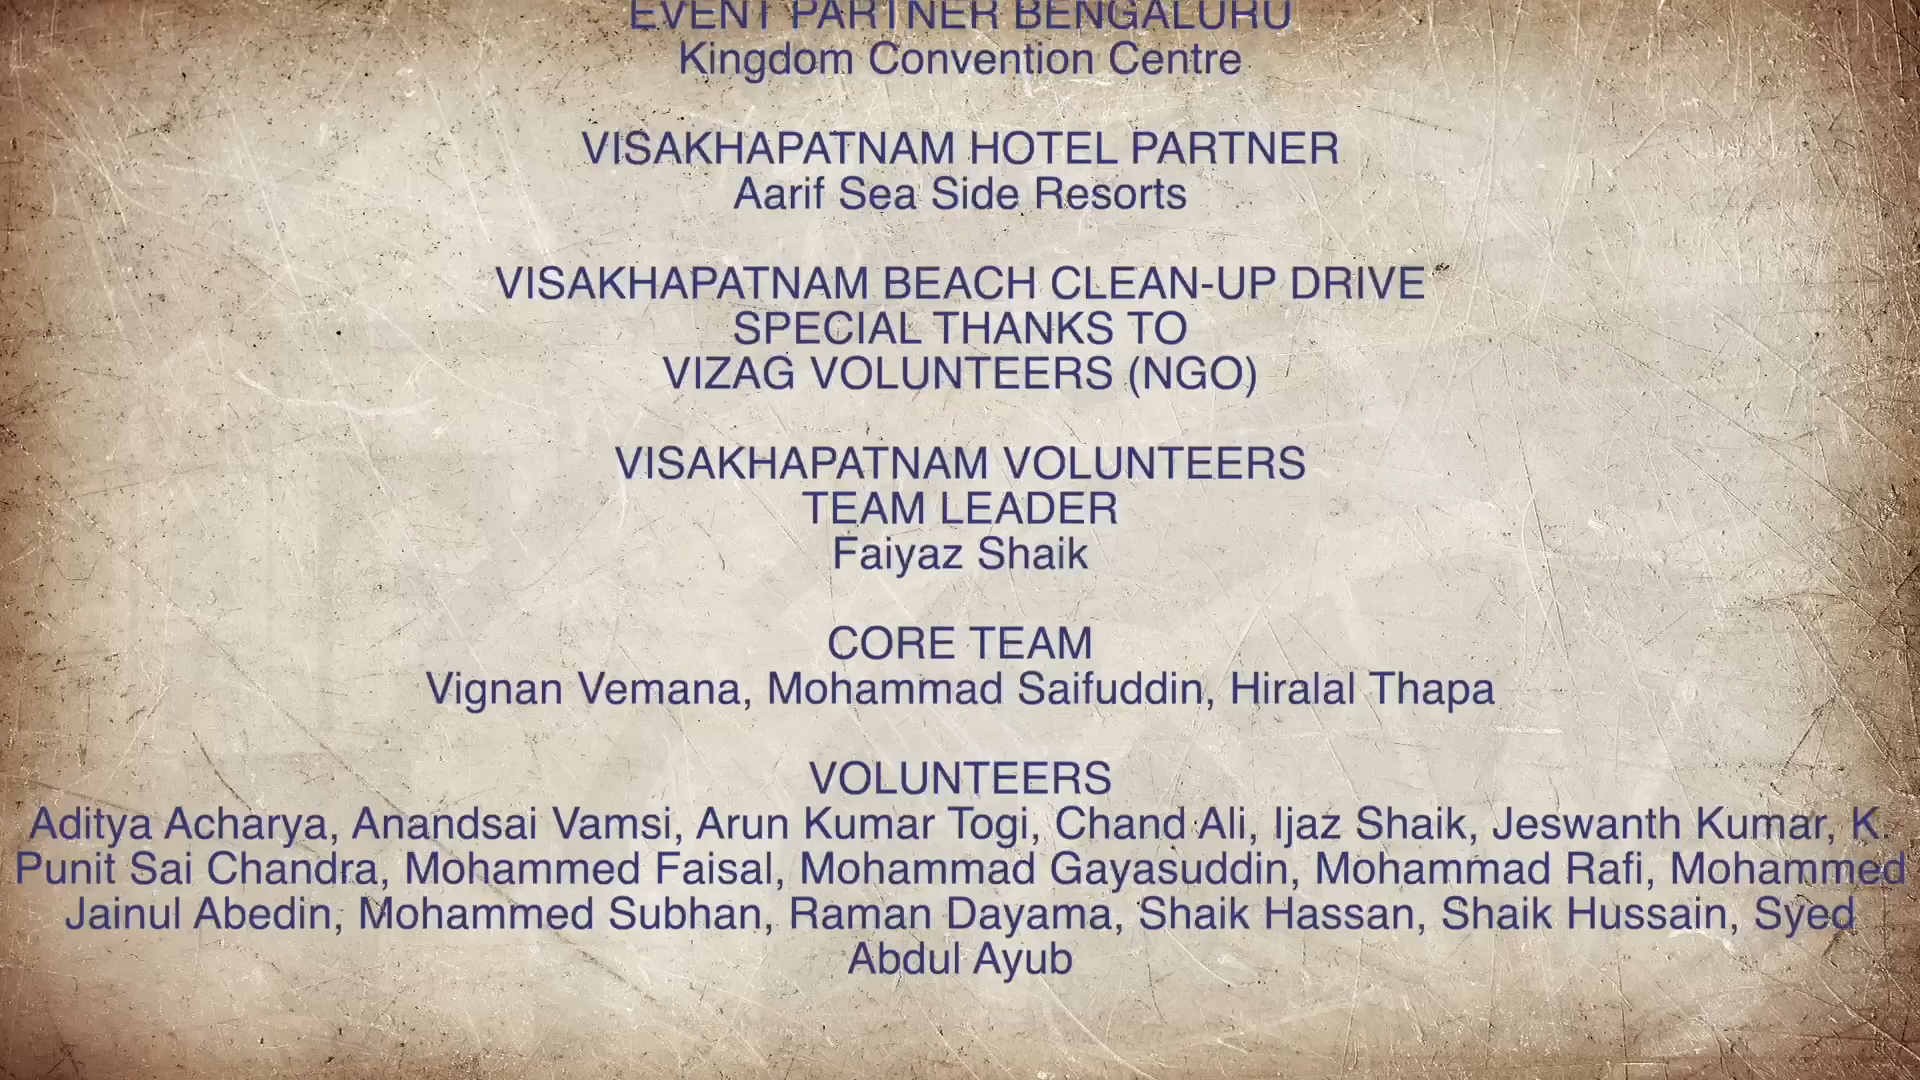 EVENT PARTNER BENGALURU
Kingdom Convention Centre
VISAKHAPATNAM HOTEL PARTNER
Aarif Sea Side Resorts
VISAKHAPATNAM BEACH CLEAN-UP DRIVE
SPECIAL THANKS TO
VIZAG VOLUNTEERS (NGO)
VISAKHAPATNAM VOLUNTEERS
TEAM LEADER
Faiyaz Shaik
CORE TEAM
Vignan Vemana, Mohammad Saifuddin, Hiralal Thapa
VOLUNTEERS
Aditya Acharya, Anandsai Vamsi, Arun Kumar Togi, Chand Ali, Ijaz Shaik, Jeswanth Kumar, K.
Punit Sai Chandra, Mohammed Faisal, Mohammad Gayasuddin, Mohammad Rafi, Mohammed
Jainul Abedin, Mohammed Subhan, Raman Dayama, Shaik Hassan, Shaik Hussain, Syed
Abdul Ayub